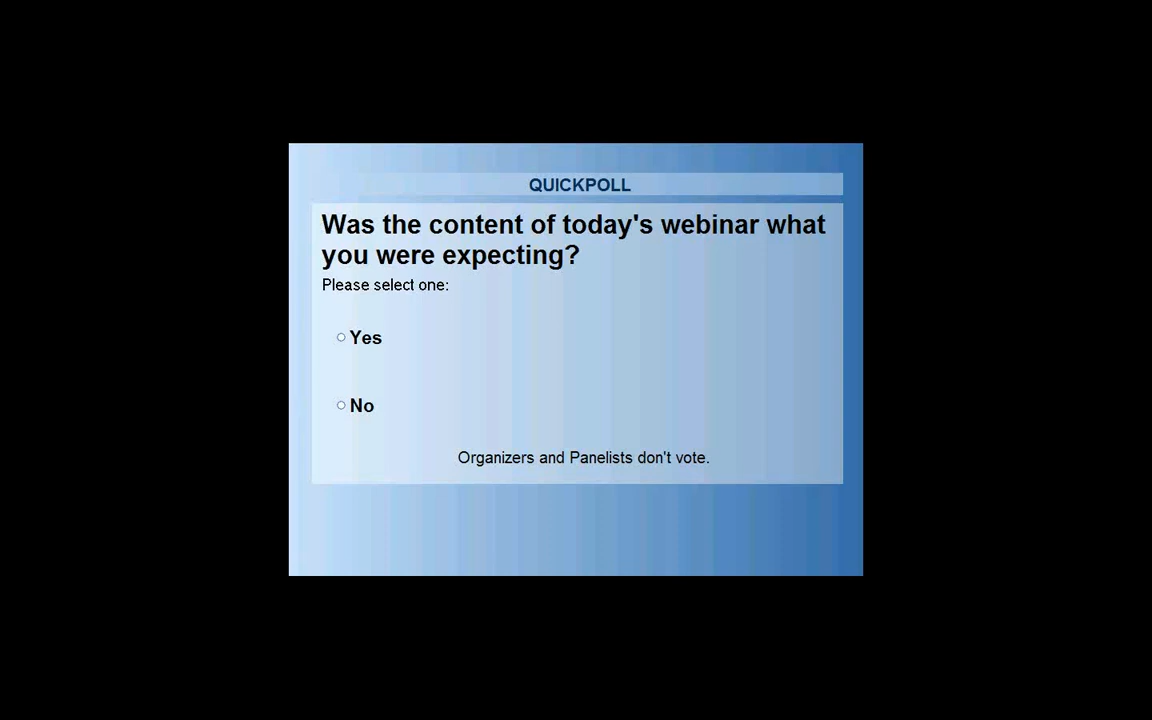 QUICKPOLL
Was the content of today's webinar what
you were expecting?
Please select one:
Yes
No
Organizers and Panelists don't vote.